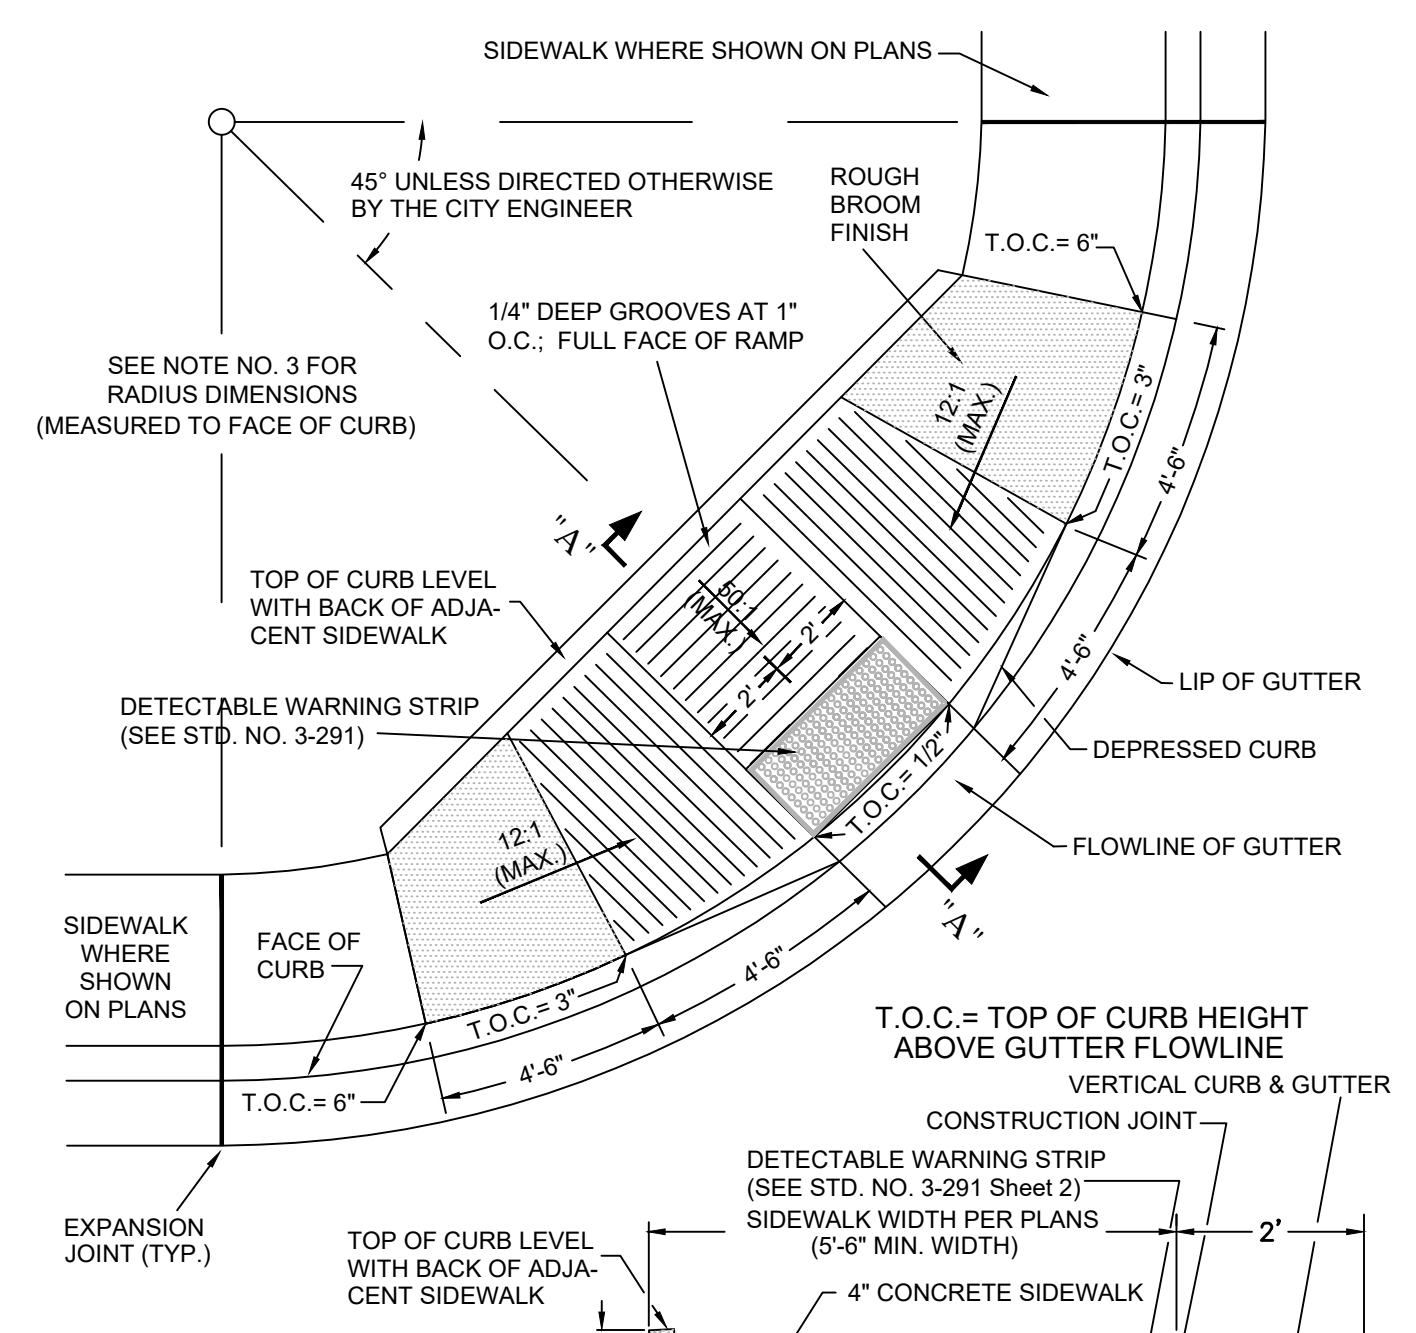 SIDEWALK WHERE SHOWN ON PLANS
45° UNLESS DIRECTED OTHERWISE
BY THE CITY ENGINEER
ROUGH
BROOM
FINISH
T.O.C.= 6"
1/4" DEEP GROOVES AT 1"
O.C.; FULL FACE OF RAMP
SEE NOTE NO. 3 FOR
RADIUS DIMENSIONS
(MEASURED TO FACE OF CURB)
12:1
(MAX.)
T.O.C.= 3"
4'-6"
"A"
TOP OF CURB LEVEL
WITH BACK OF ADJA-
CENT SIDEWALK
50:1
(MAX.)
2'
2'
4'-6"
LIP OF GUTTER
DETECTABLE WARNING STRIP
(SEE STD. NO. 3-291)
DEPRESSED CURB
T.O.C.= 1/2"
12:1
(MAX.)
FLOWLINE OF GUTTER
"A"
SIDEWALK
WHERE
SHOWN
ON PLANS
FACE OF
CURB
4'-6"
T.O.C.= 3"
4'-6"
T.O.C.= 6"
T.O.C.= TOP OF CURB HEIGHT
ABOVE GUTTER FLOWLINE
VERTICAL CURB & GUTTER
CONSTRUCTION JOINT
DETECTABLE WARNING STRIP
(SEE STD. NO. 3-291 Sheet 2)
SIDEWALK WIDTH PER PLANS
(5'-6" MIN. WIDTH)
2'
EXPANSION
JOINT (TYP.)
TOP OF CURB LEVEL
WITH BACK OF ADJA-
CENT SIDEWALK
4" CONCRETE SIDEWALK